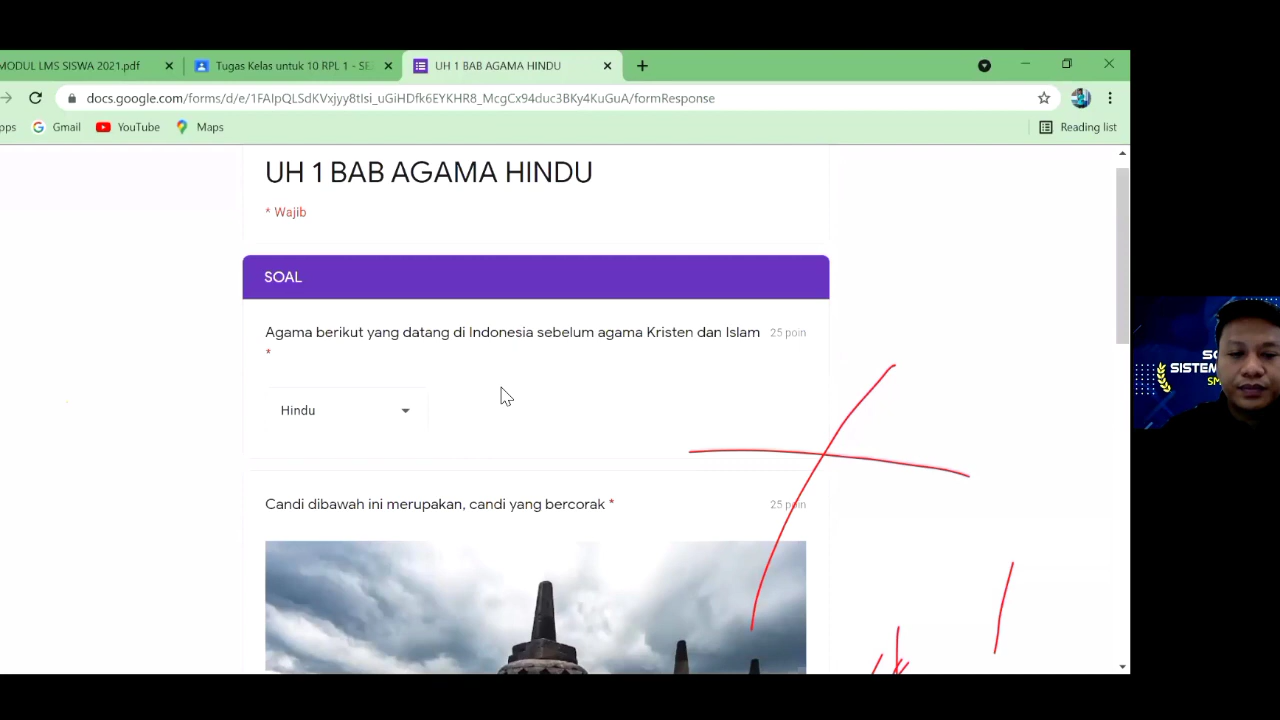 MODUL LMS SISWA 2021.pdf
Tugas Kelas untuk 10 RPL 1 - SE
UH 1 BAB AGAMA HINDU
docs.google.com/forms/d/e/1FAIpQLSdKVxjyy8tIsi_uGiHDfk6EYKHR8_McgCx94duc3BKy4KuGuA/formResponse
pps
Gmail
YouTube
Maps
Reading list
UH 1 BAB AGAMA HINDU
* Wajib
SOAL
Agama berikut yang datang di Indonesia sebelum agama Kristen dan Islam 25 poin
*
Hindu
Candi dibawah ini merupakan, candi yang bercorak * 25 poin
SISTEM